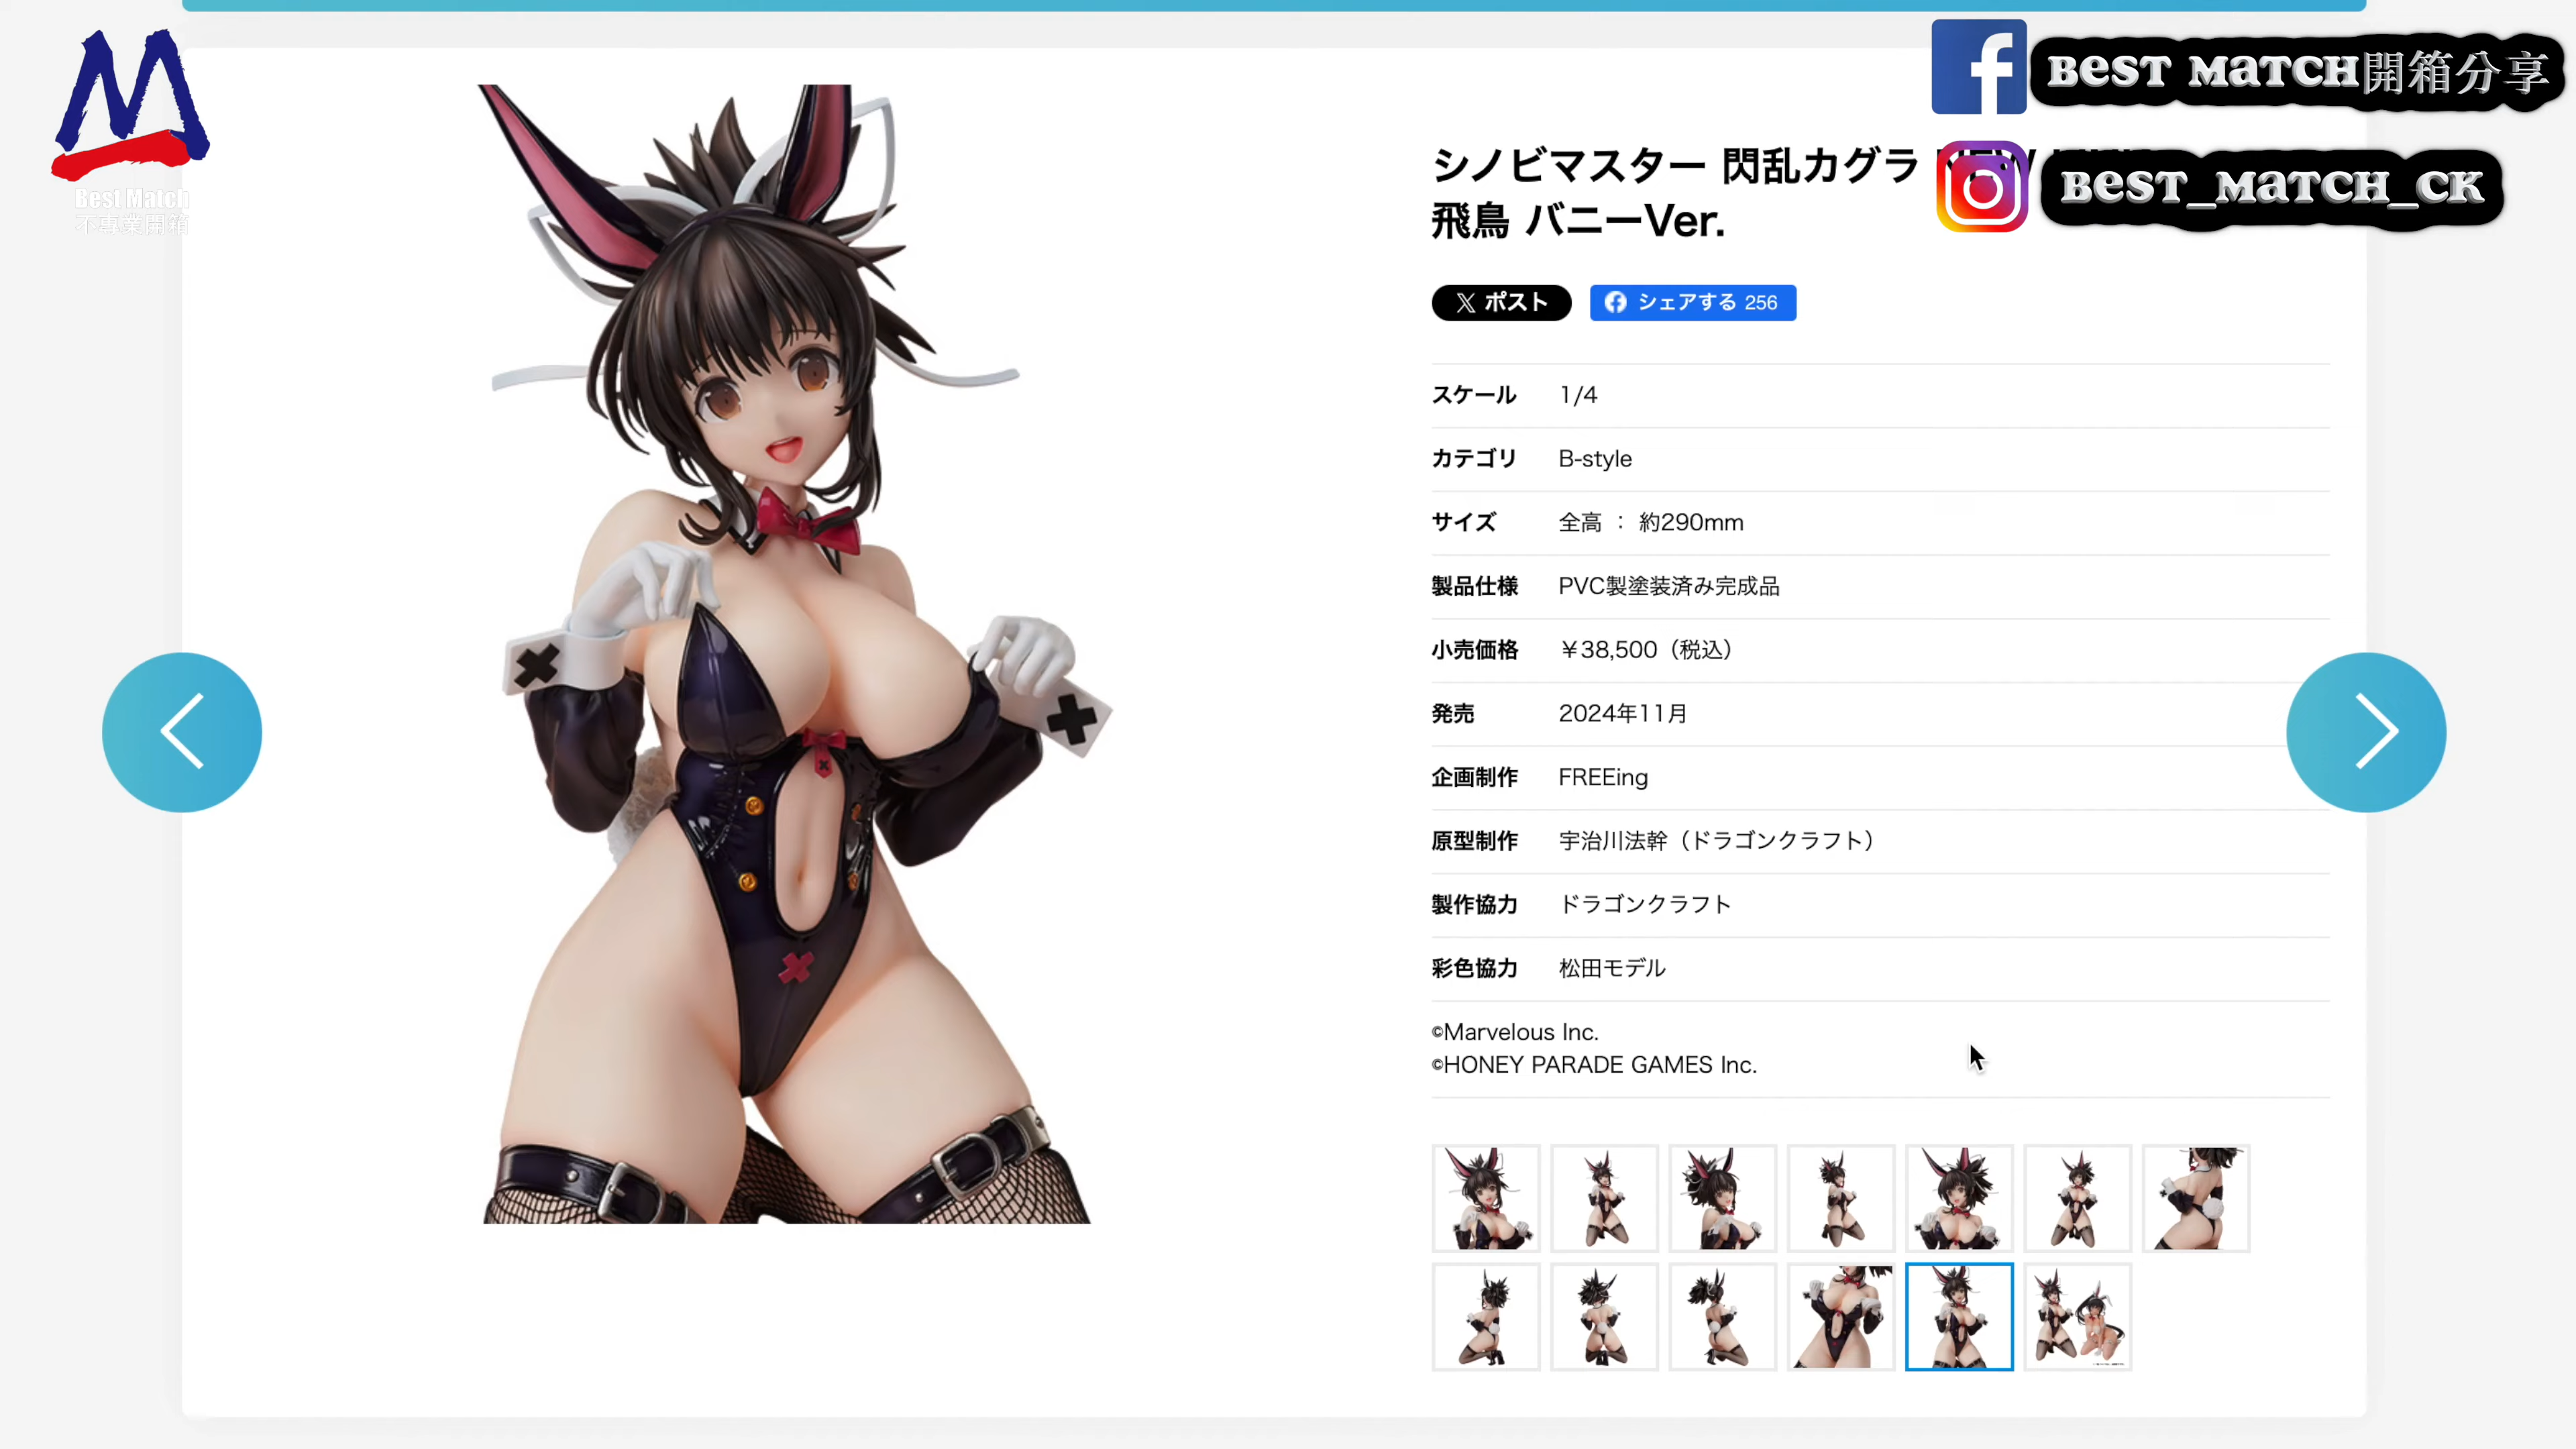 Best Match
不專業開箱
BEST MATCH開箱分享
BEST_MATCH_CK
シノビマスター 閃乱カグラ NEW
飛鳥 バニーVer.
ポスト
シェアする 256
スケール 1/4
カテゴリ B-style
サイズ 全高 : 約290mm
製品仕様 PVC製塗装済み完成品
小売価格 ￥38,500（税込）
発売 2024年11月
企画制作 FREEing
原型制作 宇治川法幹（ドラゴンクラフト）
製作協力 ドラゴンクラフト
彩色協力 松田モデル
©Marvelous Inc.
©HONEY PARADE GAMES Inc.